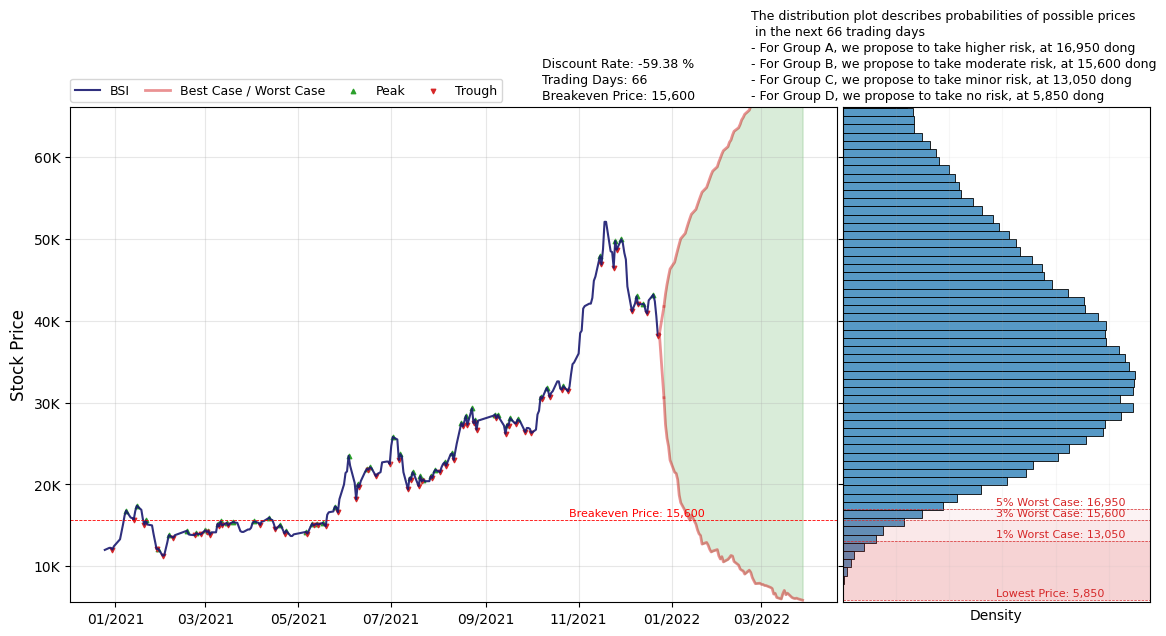 The distribution plot describes probabilities of possible prices
in the next 66 trading days
- For Group A, we propose to take higher risk, at 16,950 dong
- For Group B, we propose to take moderate risk, at 15,600 dong
- For Group C, we propose to take minor risk, at 13,050 dong
- For Group D, we propose to take no risk, at 5,850 dong
Discount Rate: -59.38 %
Trading Days: 66
Breakeven Price: 15,600
BSI
Best Case / Worst Case
Peak
Trough
Stock Price
60K
50K
40K
30K
20K
10K
Breakeven Price: 15,600
5% Worst Case: 16,950
3% Worst Case: 15,600
1% Worst Case: 13,050
Lowest Price: 5,850
01/2021
03/2021
05/2021
07/2021
09/2021
11/2021
01/2022
03/2022
Density